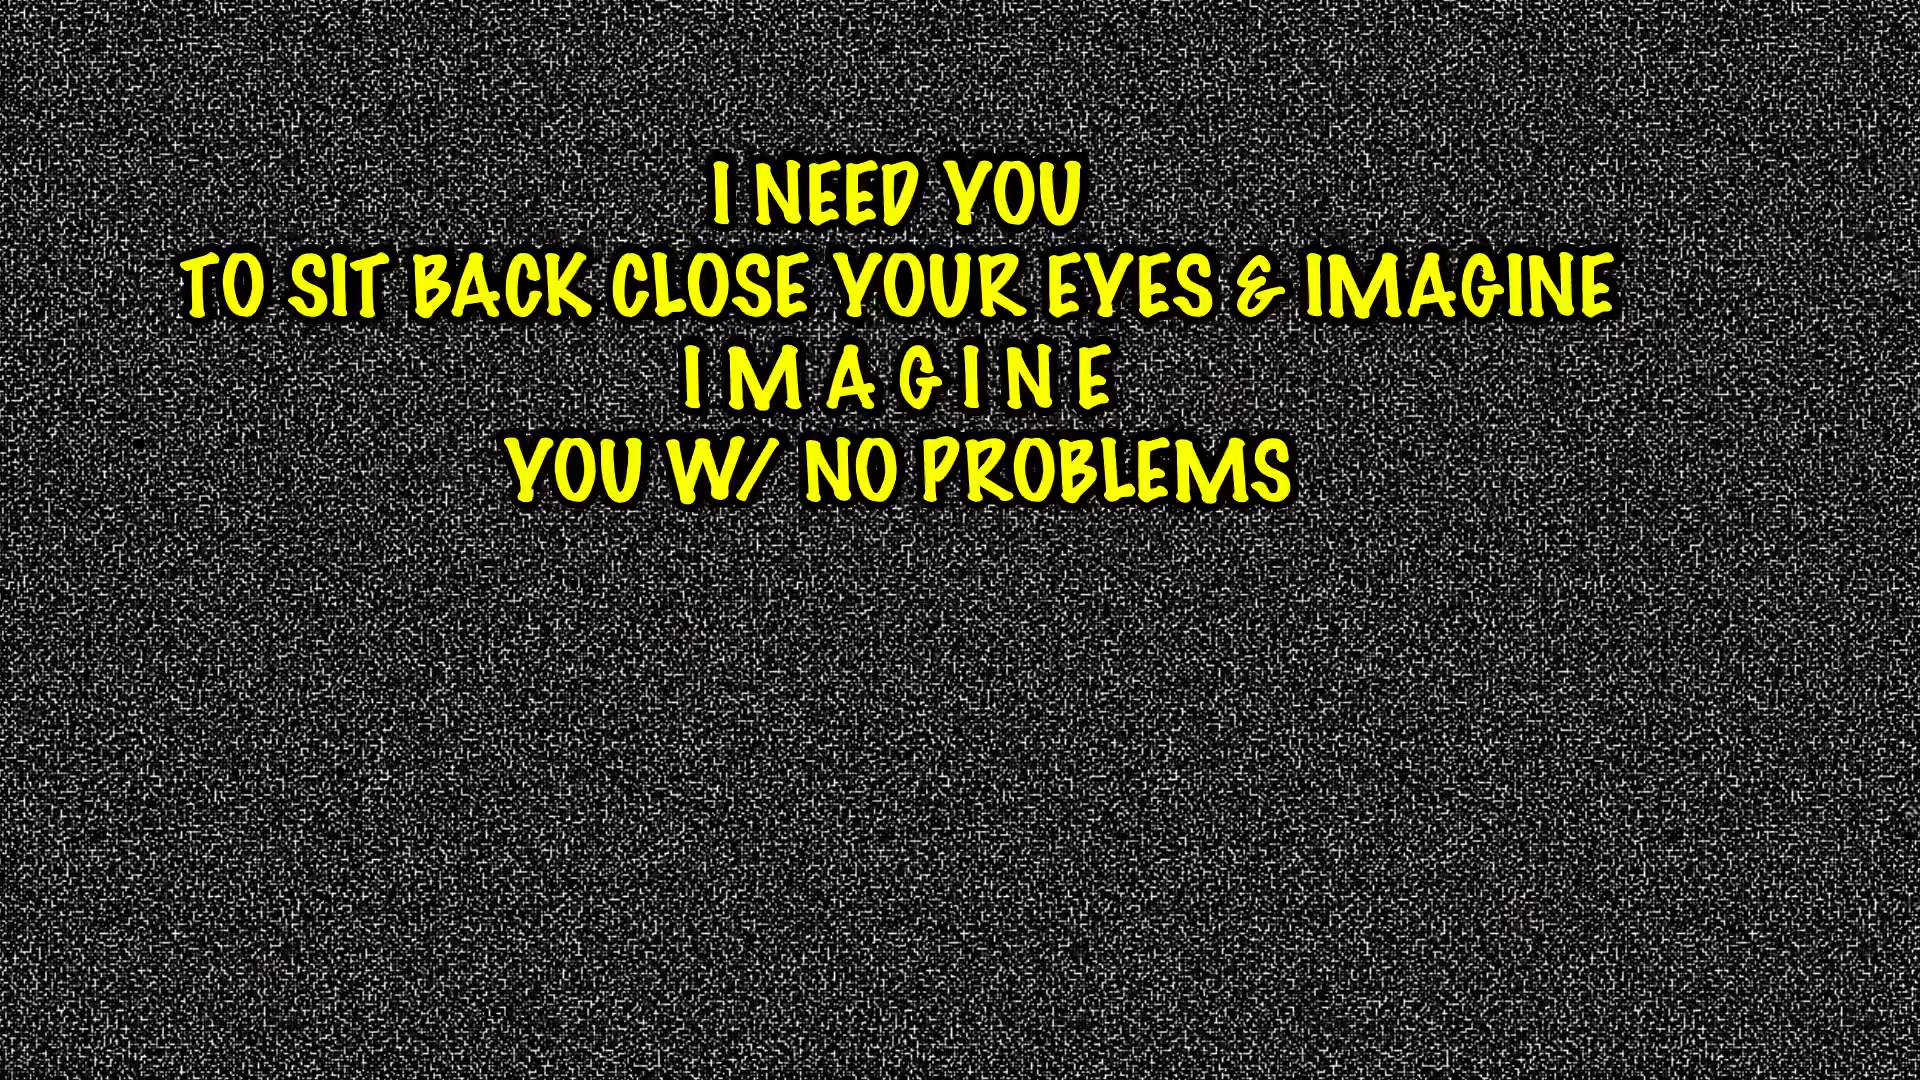 I NEED YOU
TO SIT BACK CLOSE YOUR EYES & IMAGINE
I M A G I N E
YOU W/ NO PROBLEMS